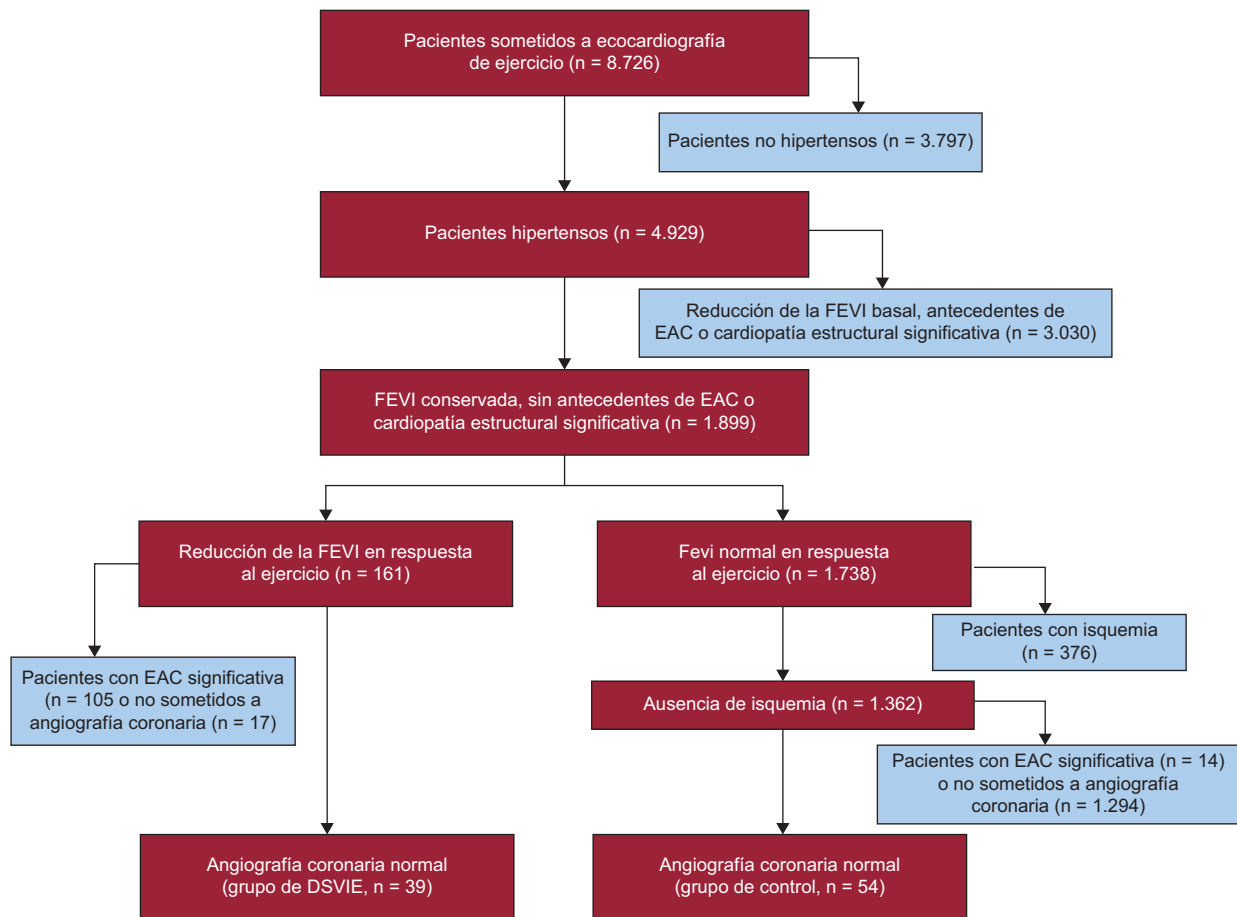 Pacientes sometidos a ecocardiografía
de ejercicio (n = 8.726)
Pacientes no hipertensos (n = 3.797)
Pacientes hipertensos (n = 4.929)
Reducción de la FEVI basal, antecedentes de
EAC o cardiopatía estructural significativa (n = 3.030)
FEVI conservada, sin antecedentes de EAC o
cardiopatía estructural significativa (n = 1.899)
Reducción de la FEVI en respuesta
al ejercicio (n = 161)
Fevi normal en respuesta
al ejercicio (n = 1.738)
Pacientes con isquemia
(n = 376)
Pacientes con EAC significativa
(n = 105 o no sometidos a
angiografía coronaria (n = 17)
Ausencia de isquemia (n = 1.362)
Pacientes con EAC significativa (n = 14)
o no sometidos a angiografía
coronaria (n = 1.294)
Angiografía coronaria normal
(grupo de DSVIE, n = 39)
Angiografía coronaria normal
(grupo de control, n = 54)